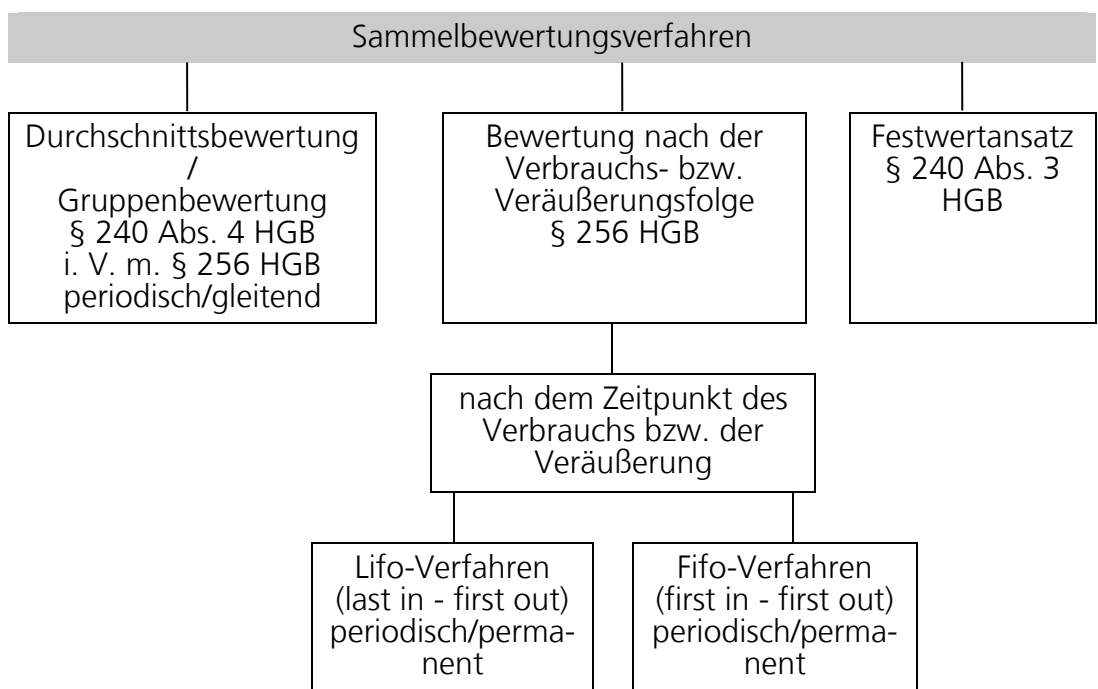 Sammelbewertungsverfahren
Durchschnittsbewertung
/
Gruppenbewertung
§ 240 Abs. 4 HGB
i. V. m. § 256 HGB
periodisch/gleitend
Bewertung nach der
Verbrauchs- bzw.
Veräußerungsfolge
§ 256 HGB
Festwertansatz
§ 240 Abs. 3
HGB
nach dem Zeitpunkt des
Verbrauchs bzw. der
Veräußerung
Lifo-Verfahren
(last in - first out)
periodisch/perma-
nent
Fifo-Verfahren
(first in - first out)
periodisch/perma-
nent